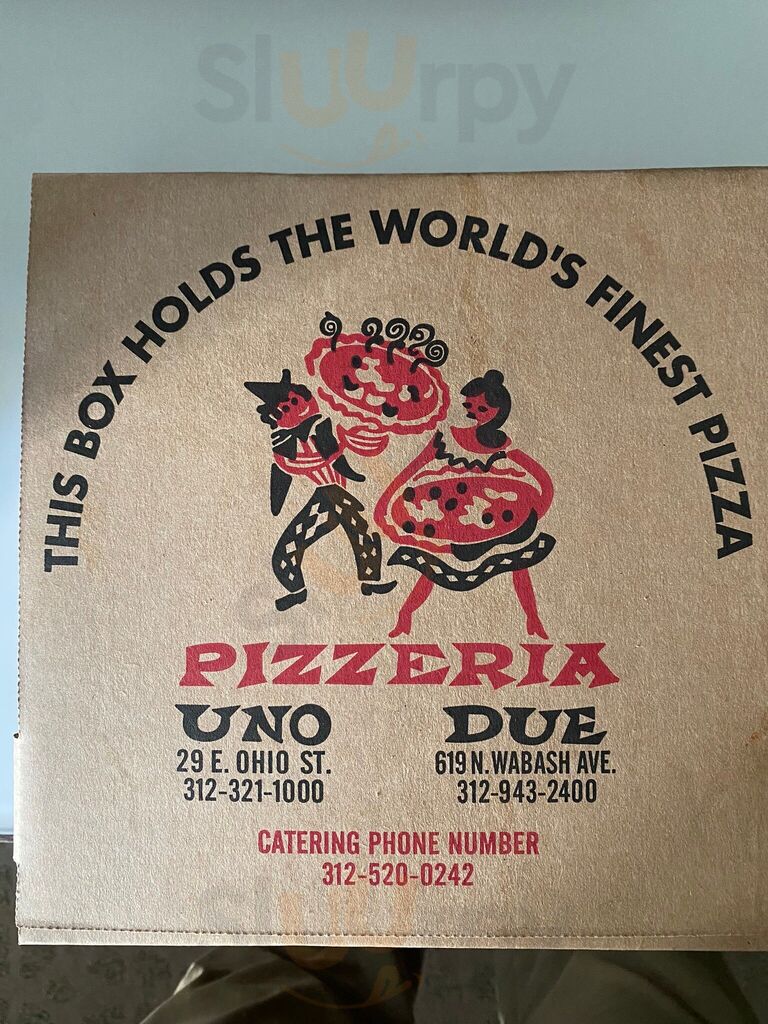 Sluurpy
THIS BOX HOLDS THE WORLD'S FINEST PIZZA
PIZZERIA
UNO
29 E. OHIO ST.
312-321-1000
DUE
619 N. WABASH AVE.
312-943-2400
CATERING PHONE NUMBER
312-520-0242